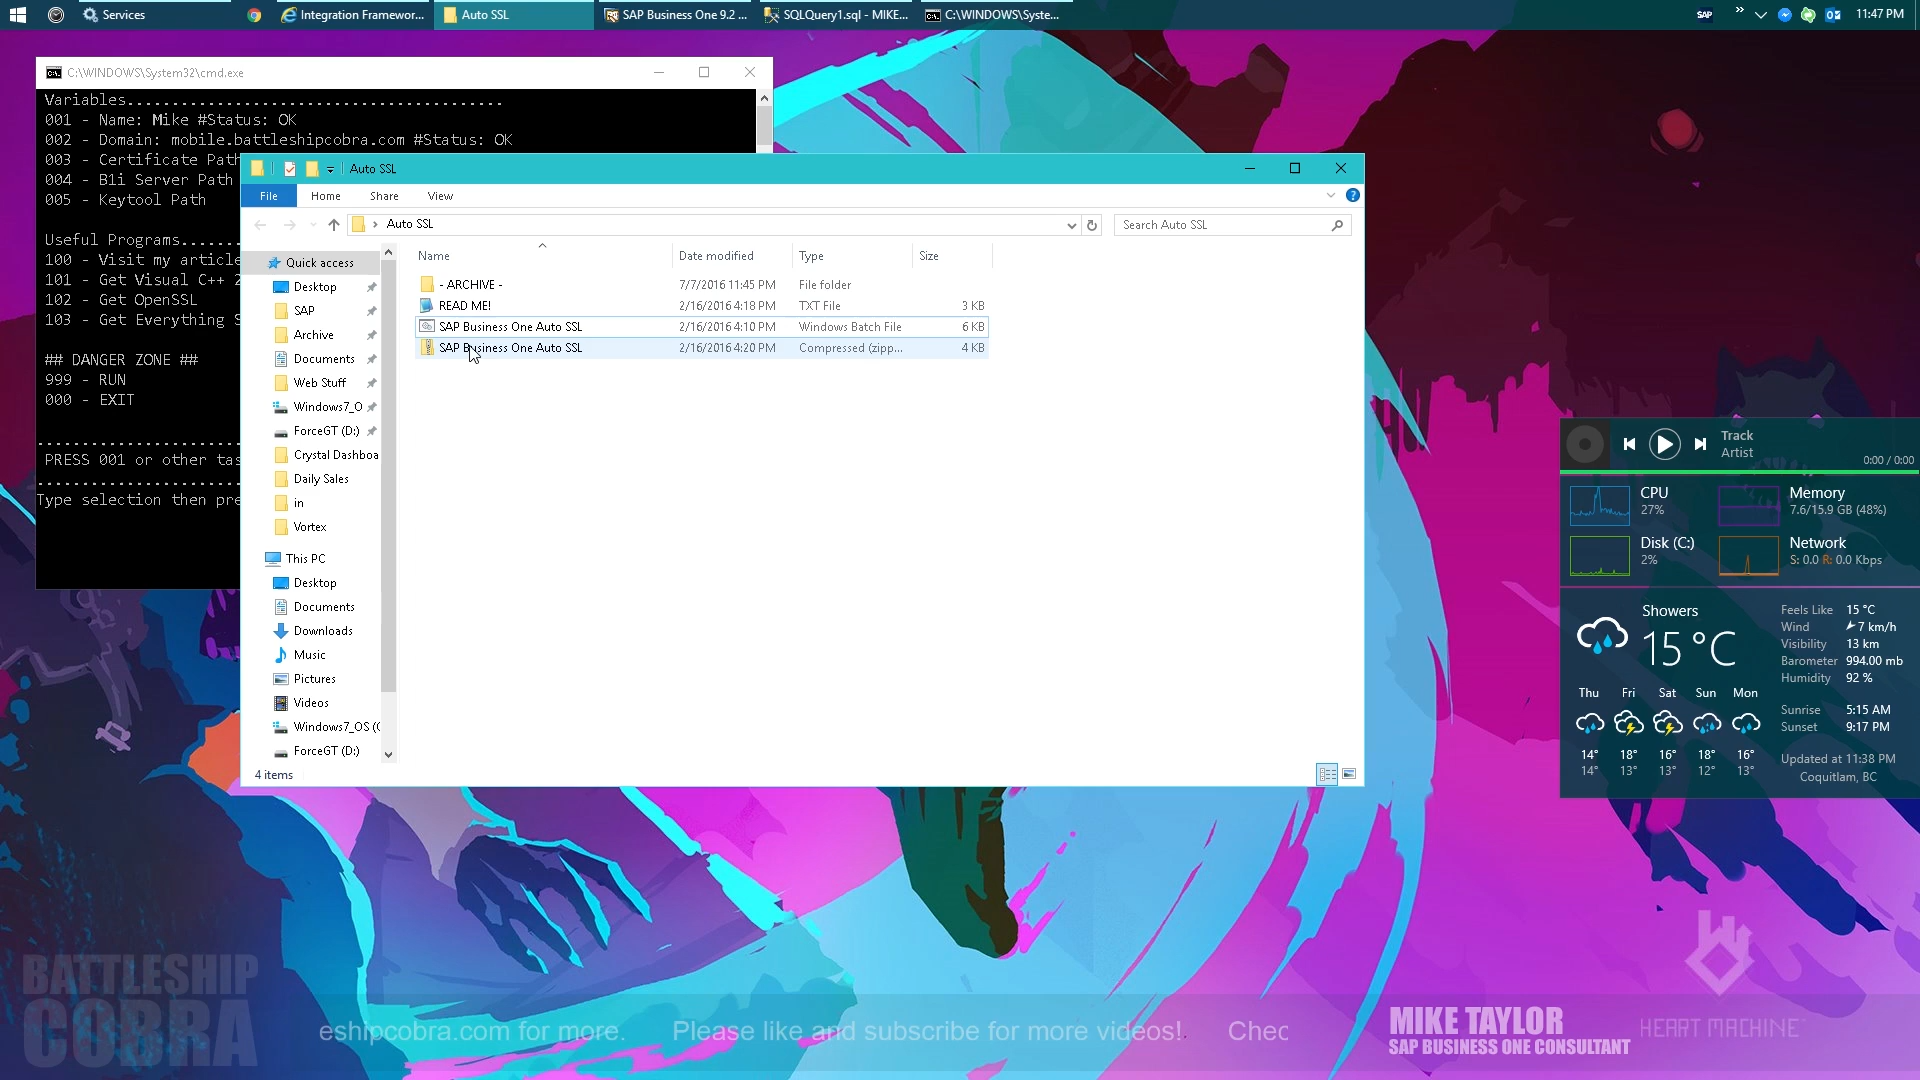 Services
Integration Framewor...
Auto SSL
SAP Business One 9.2 ...
SQLQuery1.sql - MIKE...
C:\WINDOWS\Syste...
SAP
11:47 PM
C:\WINDOWS\System32\cmd.exe
Variables..........................................
001 - Name: Mike #Status: OK
002 - Domain: mobile.battleshipcobra.com #Status: OK
003 - Certificate Path
004 - B1i Server Path
005 - Keytool Path
Useful Programs.......
100 - Visit my article
101 - Get Visual C++ 2
102 - Get OpenSSL
103 - Get Everything S
## DANGER ZONE ##
999 - RUN
000 - EXIT
PRESS 001 or other tas
Type selection then pre
Auto SSL
File
Home
Share
View
Auto SSL
Search Auto SSL
Name
Date modified
Type
Size
- ARCHIVE -
7/7/2016 11:45 PM
File folder
READ ME!
2/16/2016 4:18 PM
TXT File
3 KB
SAP Business One Auto SSL
2/16/2016 4:10 PM
Windows Batch File
6 KB
SAP Business One Auto SSL
2/16/2016 4:20 PM
Compressed (zipp...
4 KB
Quick access
Desktop
SAP
Archive
Documents
Web Stuff
Windows7_O
ForceGT (D:)
Crystal Dashboa
Daily Sales
in
Vortex
This PC
Desktop
Documents
Downloads
Music
Pictures
Videos
Windows7_OS (C
ForceGT (D:)
4 items
Track
Artist
0:00 / 0:00
CPU
27%
Memory
7.6/15.9 GB (48%)
Disk (C:)
2%
Network
S: 0.0 R: 0.0 Kbps
Showers
15 °C
Feels Like 15 °C
Wind 7 km/h
Visibility 13 km
Barometer 994.00 mb
Humidity 92 %
Sunrise 5:15 AM
Sunset 9:17 PM
Thu Fri Sat Sun Mon
14° 18° 16° 18° 16°
14° 13° 13° 12° 13°
Updated at 11:38 PM
Coquitlam, BC
BATTLESHIP
COBRA
eshipcobra.com for more. Please like and subscribe for more videos!. Chec
MIKE TAYLOR
SAP BUSINESS ONE CONSULTANT
HEART MACHINE